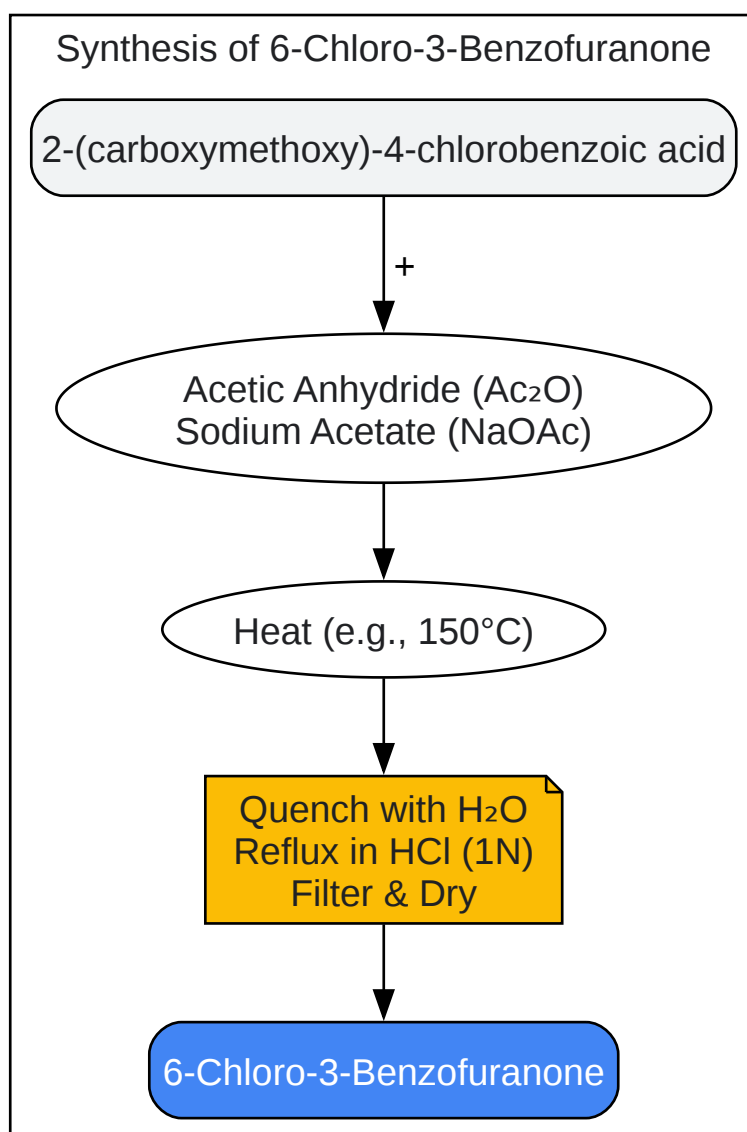 Synthesis of 6-Chloro-3-Benzofuranone
2-(carboxymethoxy)-4-chlorobenzoic acid
+
Acetic Anhydride (Ac₂O)
Sodium Acetate (NaOAc)
Heat (e.g., 150°C)
Quench with H₂O
Reflux in HCl (1N)
Filter & Dry
6-Chloro-3-Benzofuranone